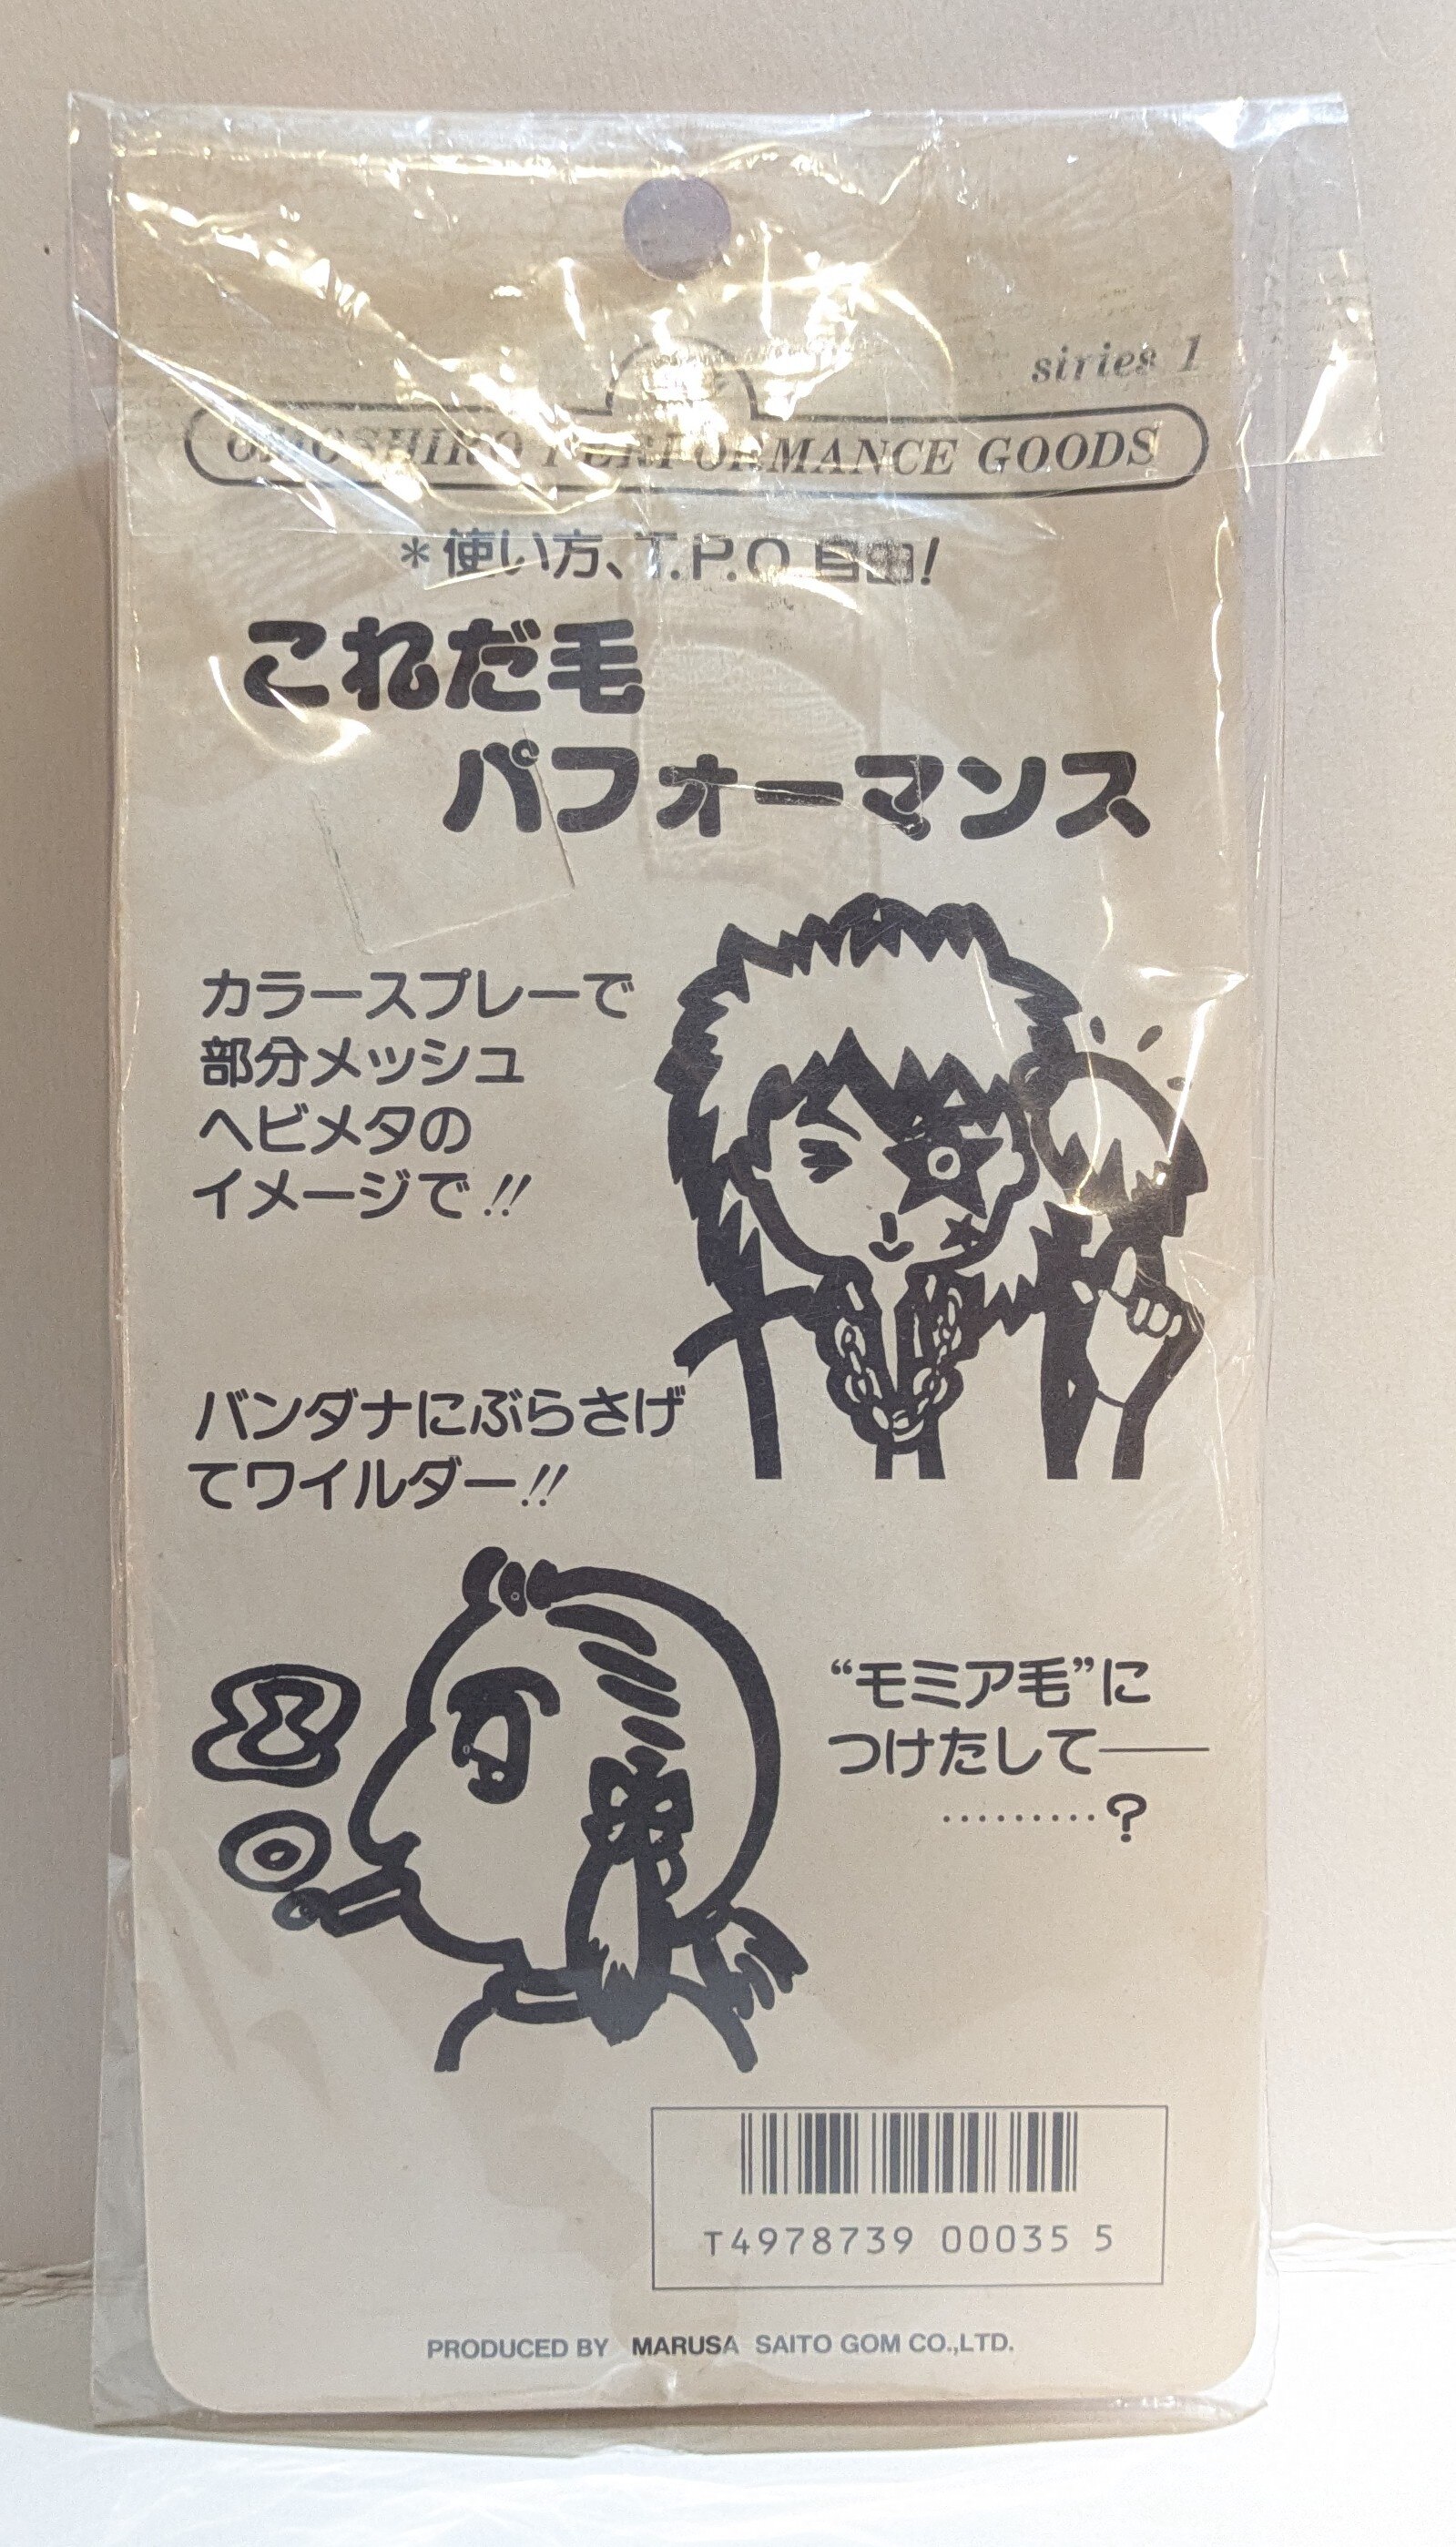 siries 1
OMOSHIRO PERFORMANCE GOODS
*使い方、T.P.O 自由!
これだ毛
パフォーマンス
カラースプレーで
部分メッシュ
ヘビメタの
イメージで!!
バンダナにぶらさげ
てワイルダー!!
“モミア毛”に
つけたして――
………?
T4978739 00035 5
PRODUCED BY MARUSA SAITO GOM CO.,LTD.